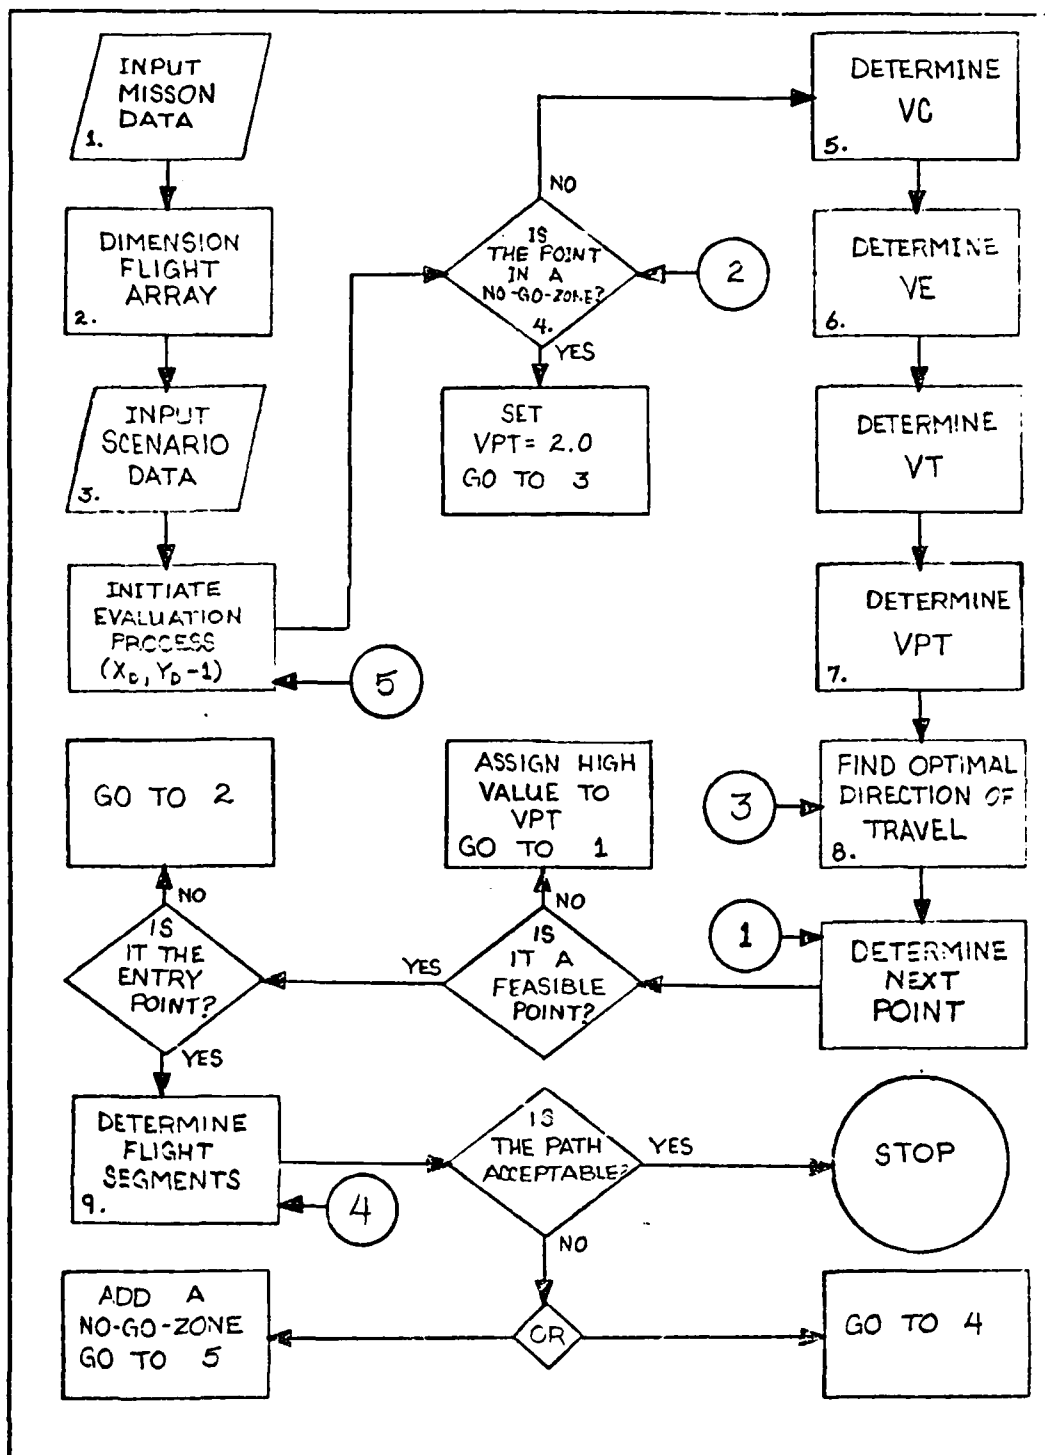 INPUT
MISSON
DATA
1.
DIMENSION
FLIGHT
ARRAY
2.
INPUT
SCENARIO
DATA
3.
INITIATE
EVALUATION
PROCESS
(X_D, Y_D-1)
5
NO
IS
THE POINT
IN A
NO-GO-ZONE?
4.
2
YES
SET
VPT = 2.0
GO TO 3
DETERMINE
VC
5.
DETERMINE
VE
6.
DETERMINE
VT
DETERMINE
VPT
7.
3
FIND OPTIMAL
DIRECTION OF
TRAVEL
8.
1
DETERMINE
NEXT
POINT
IS
IT A
FEASIBLE
POINT?
NO
ASSIGN HIGH
VALUE TO
VPT
GO TO 1
YES
IS
IT THE
ENTRY
POINT?
NO
GO TO 2
YES
DETERMINE
FLIGHT
SEGMENTS
9.
4
IS
THE PATH
ACCEPTABLE?
YES
STOP
NO
OR
ADD A
NO-GO-ZONE
GO TO 5
GO TO 4